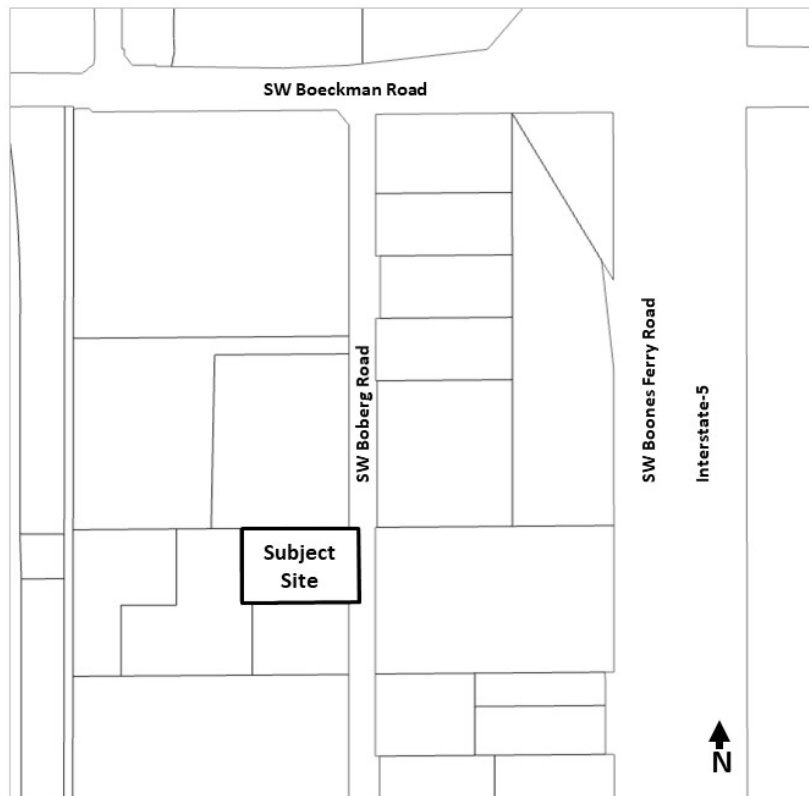 SW Boeckman Road
SW Boberg Road
SW Boones Ferry Road
Interstate-5
Subject
Site
N